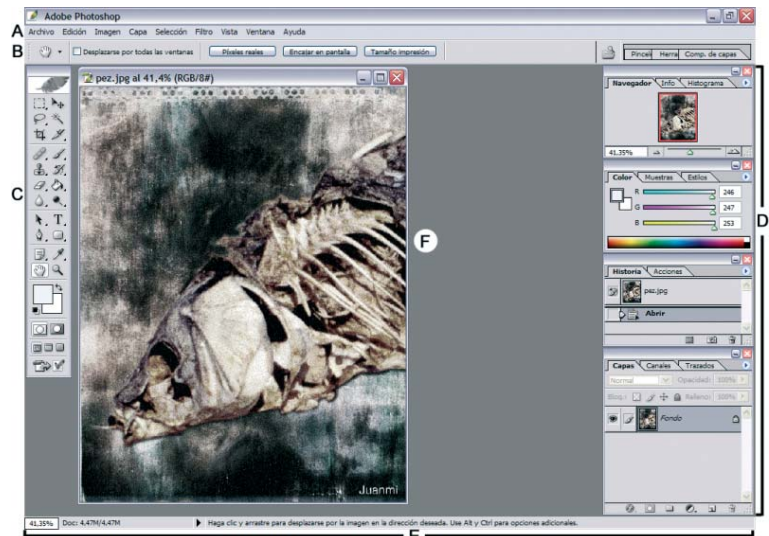 Adobe Photoshop
A
Archivo Edición Imagen Capa Selección Filtro Vista Ventana Ayuda
B
Desplazarse por todas las ventanas Píxeles reales Encajar en pantalla Tamaño impresión Pincel Herra Comp. de capas
pez.jpg al 41,4% (RGB/8#)
Navegador Info Histograma
41,35%
Color Muestras Estilos
R 246
G 247
B 253
C
D
F
T
Historia Acciones
pez.jpg
Abrir
Capas Canales Trazados
Normal Opacidad: 100%
Bloq.: Relleno: 100%
Fondo
Juanmi
41,35% Doc: 4,47M/4,47M Haga clic y arrastre para desplazarse por la imagen en la dirección deseada. Use Alt y Ctrl para opciones adicionales.
E